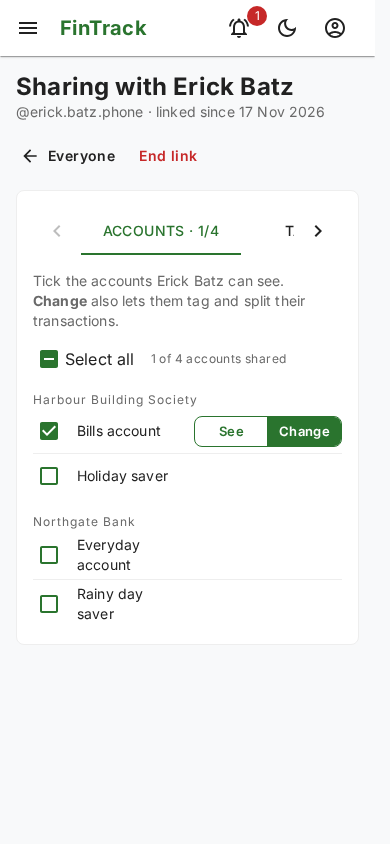 FinTrack
1
Sharing with Erick Batz
@erick.batz.phone · linked since 17 Nov 2026
Everyone
End link
ACCOUNTS · 1/4
T
Tick the accounts Erick Batz can see.
Change also lets them tag and split their
transactions.
Select all
1 of 4 accounts shared
Harbour Building Society
Bills account
See
Change
Holiday saver
Northgate Bank
Everyday
account
Rainy day
saver